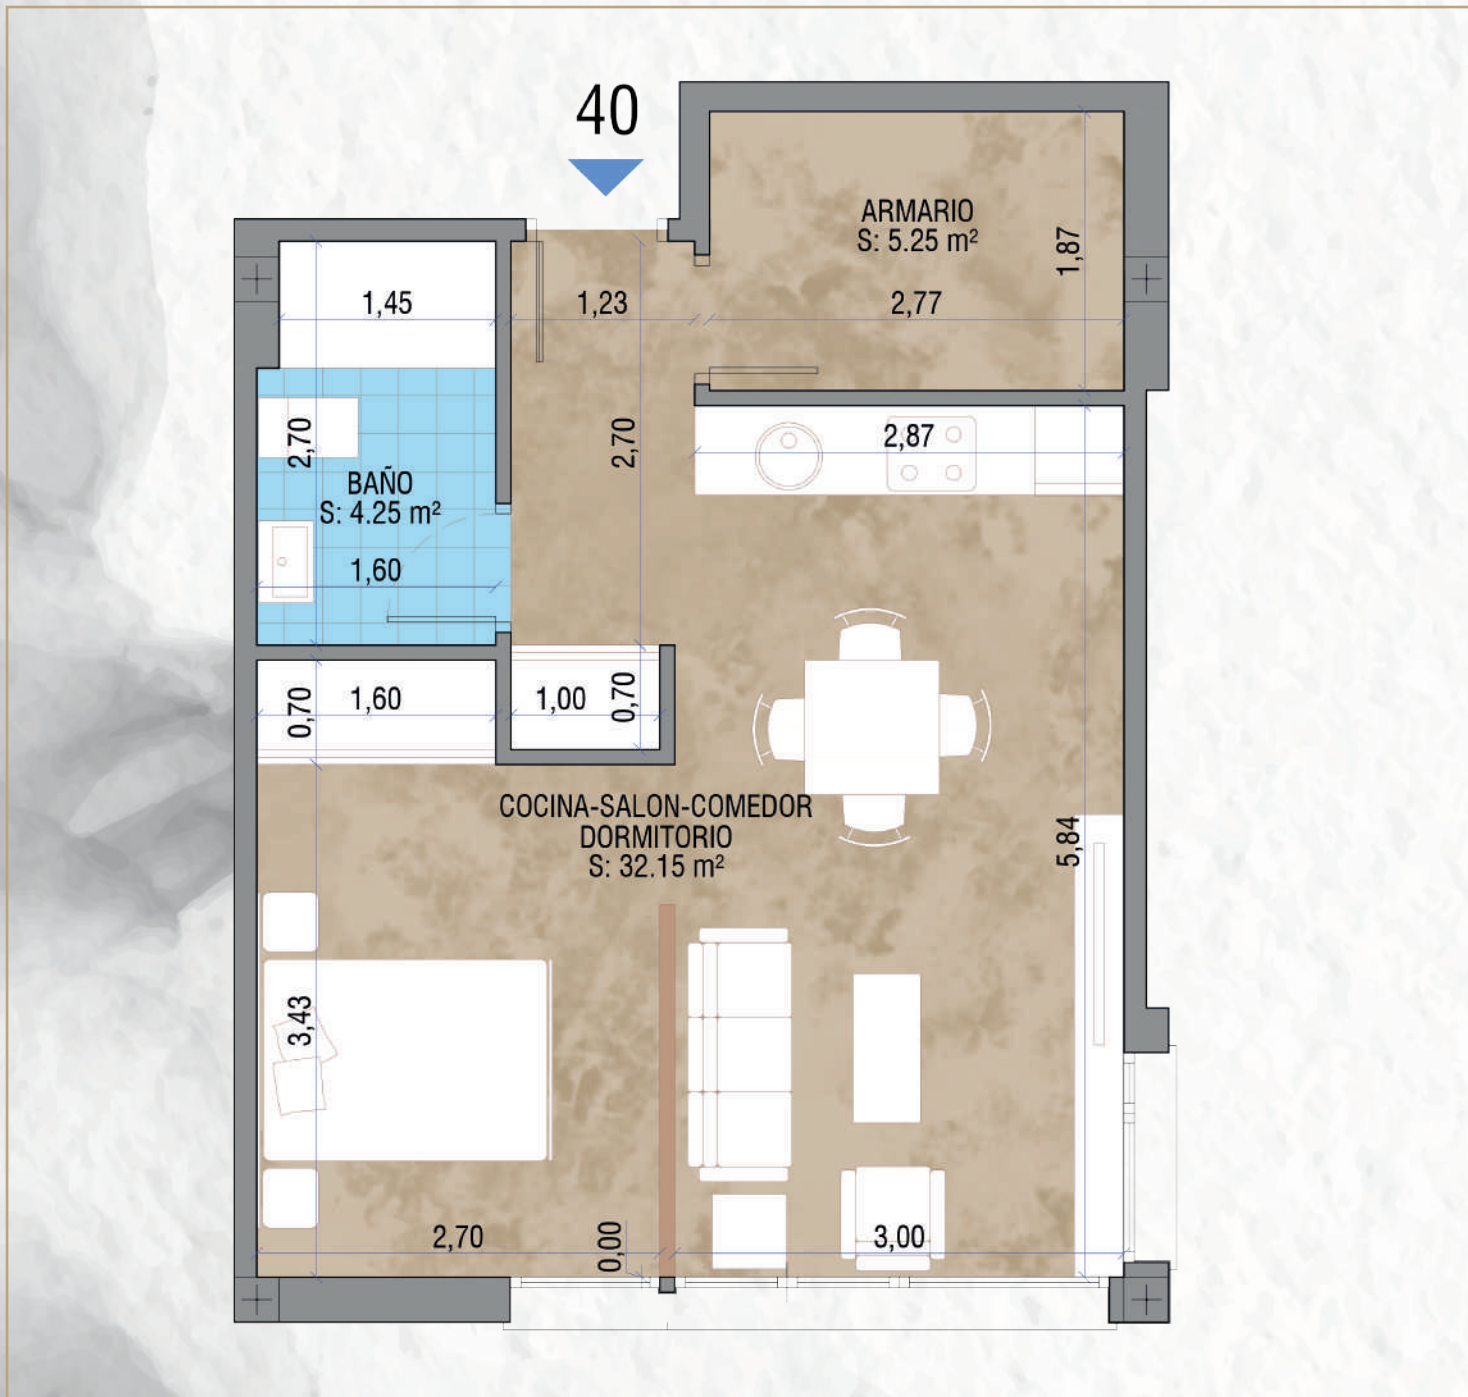 40
ARMARIO
S: 5.25 m²
1,87
1,45
1,23
2,77
2,70
2,70
2,87
BAÑO
S: 4.25 m²
1,60
0,70
1,60
1,00
0,70
COCINA-SALON-COMEDOR
DORMITORIO
S: 32.15 m²
5,84
3,43
2,70
0,00
3,00